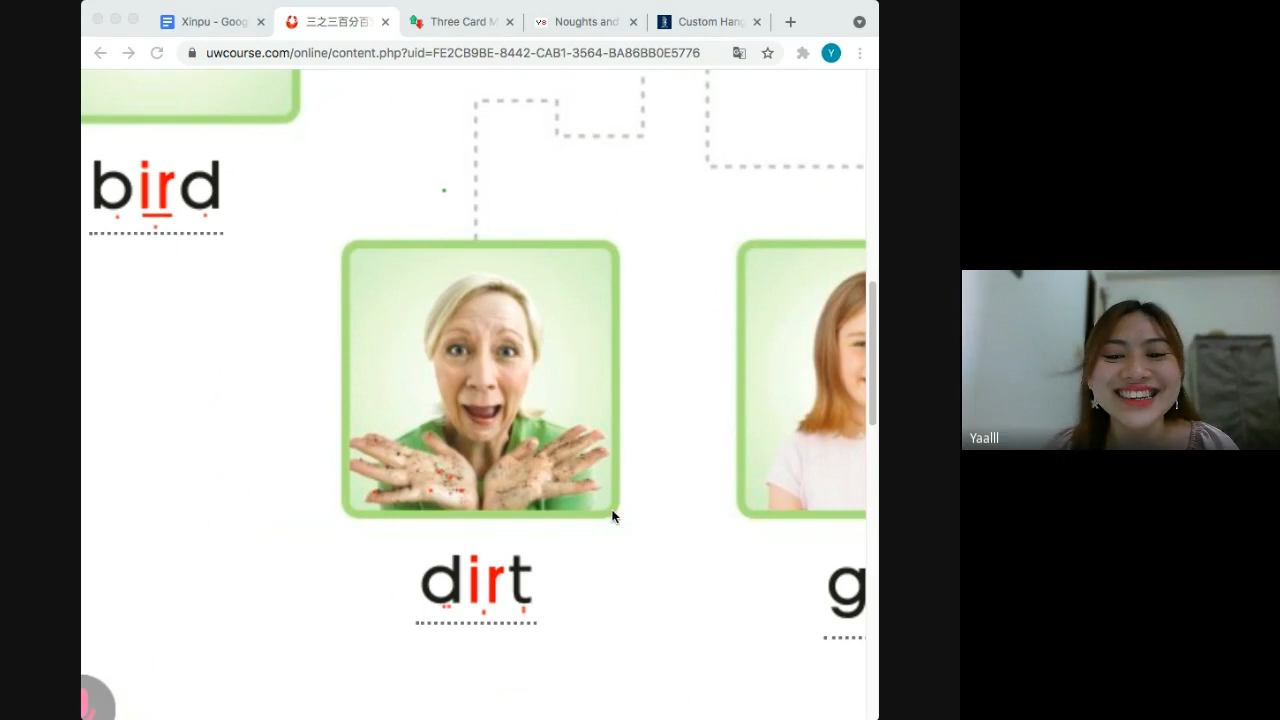 Xinpu - Goog
三之三百分百
Three Card M
Noughts and
Custom Hang
uwcourse.com/online/content.php?uid=FE2CB9BE-8442-CAB1-3564-BA86BB0E5776
Y
bird
dirt
g
Yaalll